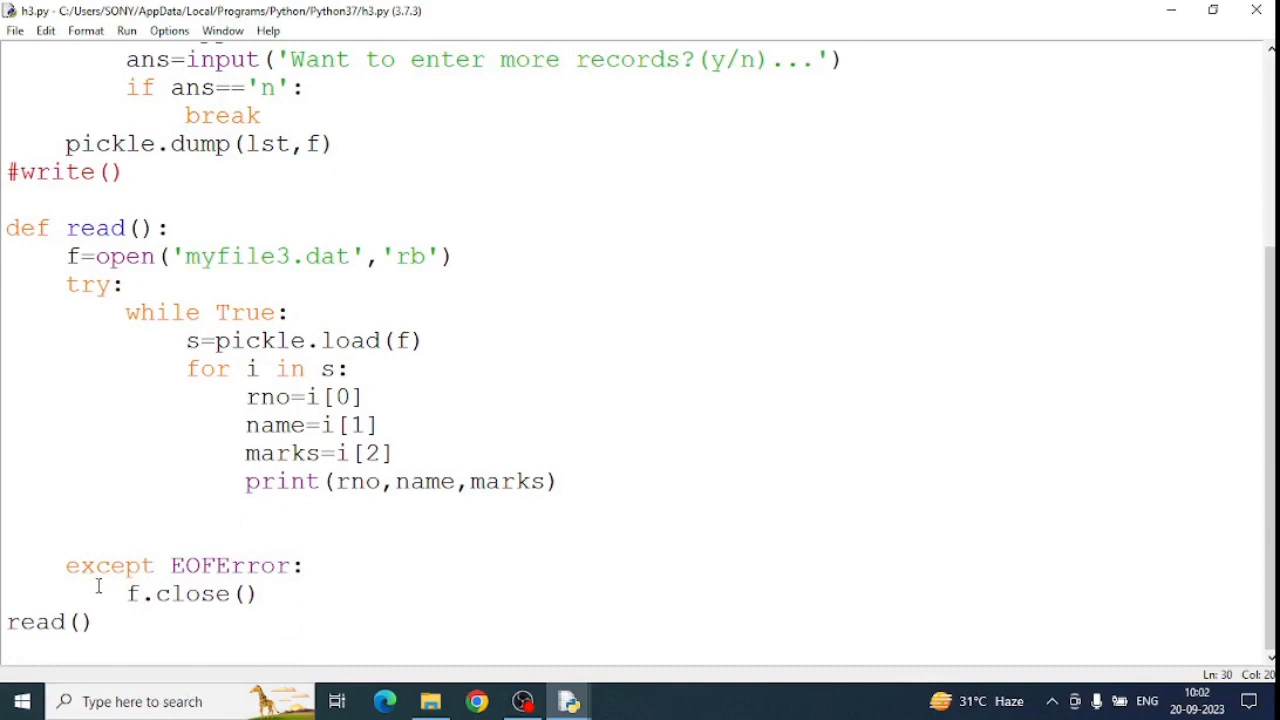 h3.py - C:/Users/SONY/AppData/Local/Programs/Python/Python37/h3.py (3.7.3)
File Edit Format Run Options Window Help
ans=input('Want to enter more records?(y/n)...')
if ans=='n':
break
pickle.dump(lst,f)
#write()
def read():
f=open('myfile3.dat','rb')
try:
while True:
s=pickle.load(f)
for i in s:
rno=i[0]
name=i[1]
marks=i[2]
print(rno,name,marks)
except EOFError:
f.close()
read()
Ln: 30 Col: 20
Type here to search
31°C Haze
ENG
10:02
20-09-2023